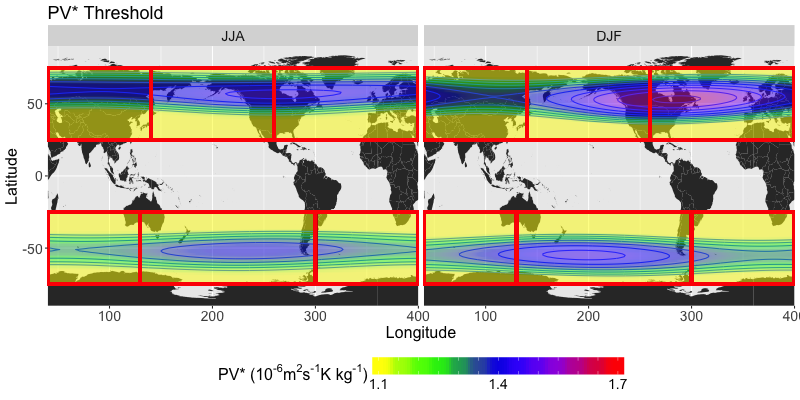 PV* Threshold
JJA
DJF
Latitude
50
0
-50
100
200
300
400
100
200
300
40
Longitude
PV* (10⁻⁶m²s⁻¹K kg⁻¹)
1.1
1.4
1.7